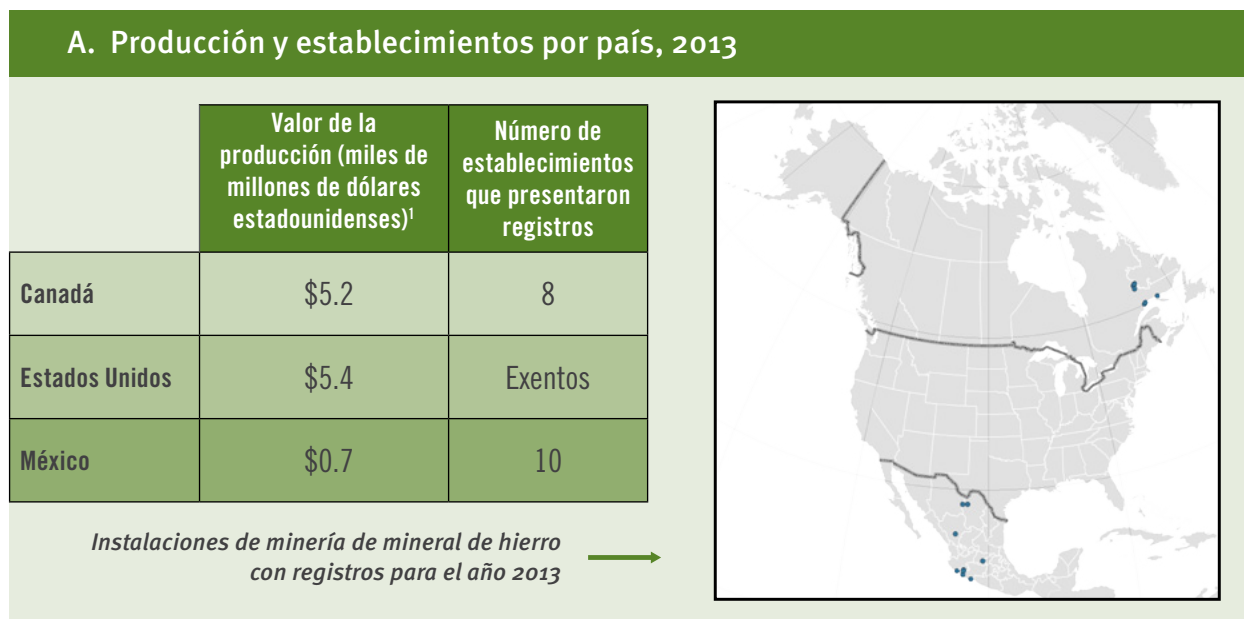 A. Producción y establecimientos por país, 2013
Valor de la
producción (miles de
millones de dólares
estadounidenses)¹
Número de
establecimientos
que presentaron
registros
Canadá
$5.2
8
Estados Unidos
$5.4
Exentos
México
$0.7
10
Instalaciones de minería de mineral de hierro
con registros para el año 2013